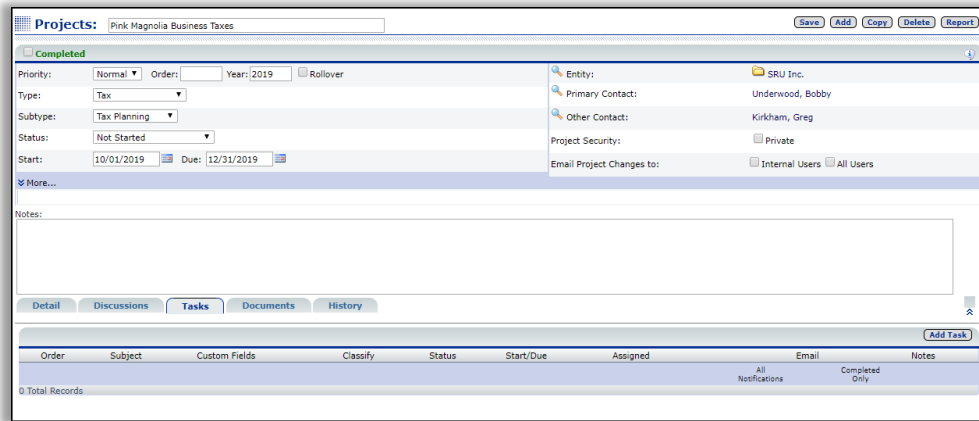 Projects: Pink Magnolia Business Taxes Save Add Copy Delete Report
Completed
Priority: Normal Order: Year: 2019 Rollover Entity: SRU Inc.
Type: Tax Primary Contact: Underwood, Bobby
Subtype: Tax Planning Other Contact: Kirkham, Greg
Status: Not Started Project Security: Private
Start: 10/01/2019 Due: 12/31/2019 Email Project Changes to: Internal Users All Users
More...
Notes:
Detail Discussions Tasks Documents History
Add Task
Order Subject Custom Fields Classify Status Start/Due Assigned Email Notes
All Notifications Completed Only
0 Total Records